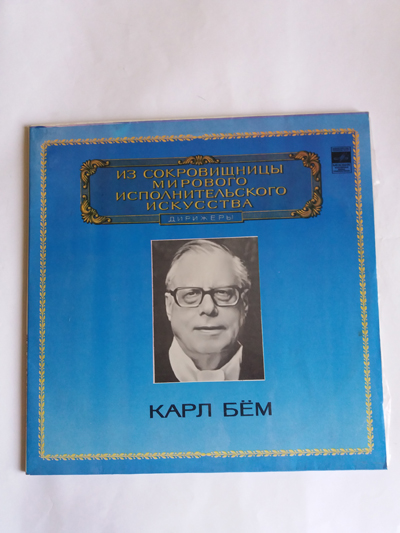 ИЗ СОКРОВИЩНИЦЫ
МИРОВОГО
ИСПОЛНИТЕЛЬСКОГО
ИСКУССТВА
ДИРИЖЕРЫ
КАРЛ БЁМ